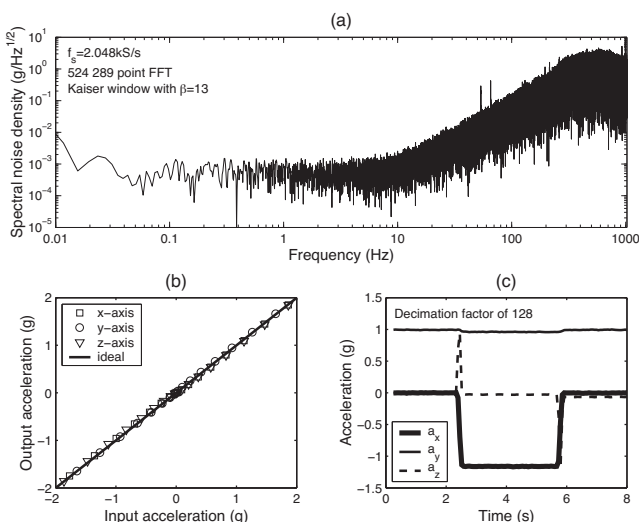 (a)
Spectral noise density (g/Hz^1/2)
10^1
10^0
10^-1
10^-2
10^-3
10^-4
10^-5
f_s=2.048kS/s
524 289 point FFT
Kaiser window with β=13
0.01 0.1 1 10 100 1000
Frequency (Hz)
(b)
Output acceleration (g)
2
1
0
−1
−2
x−axis
y−axis
z−axis
ideal
−2 −1 0 1 2
Input acceleration (g)
(c)
Acceleration (g)
1.5
1
0.5
0
−0.5
−1
−1.5
Decimation factor of 128
a_x
a_y
a_z
0 2 4 6 8
Time (s)